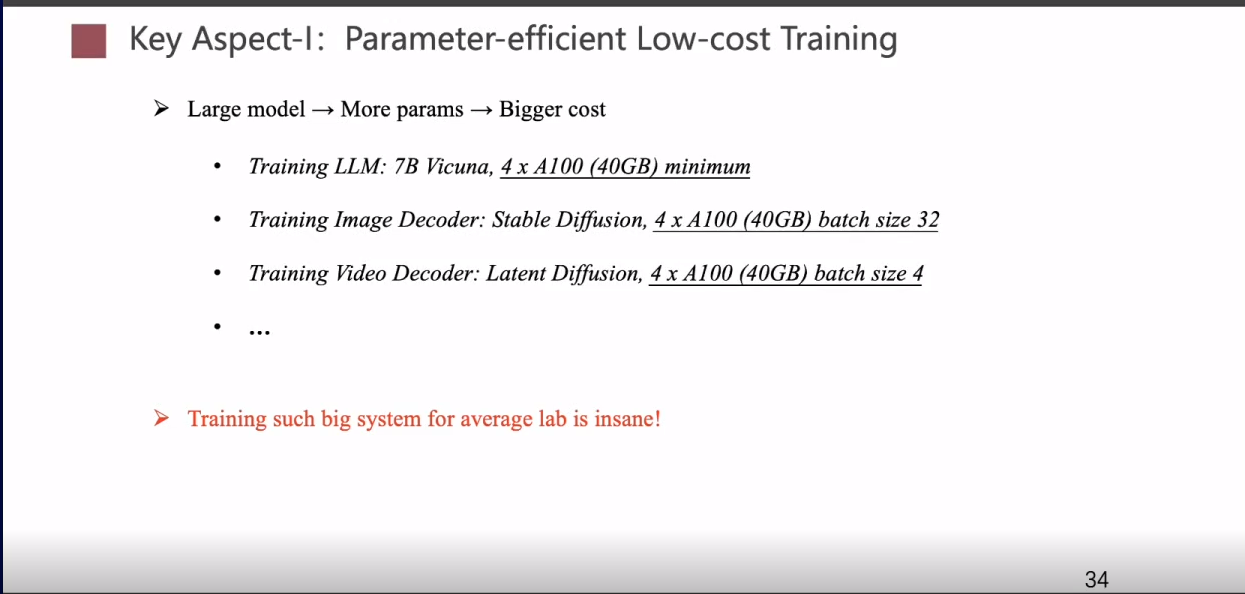 Key Aspect-I: Parameter-efficient Low-cost Training
➢ Large model → More params → Bigger cost
• Training LLM: 7B Vicuna, 4 x A100 (40GB) minimum
• Training Image Decoder: Stable Diffusion, 4 x A100 (40GB) batch size 32
• Training Video Decoder: Latent Diffusion, 4 x A100 (40GB) batch size 4
• ...
➢ Training such big system for average lab is insane!
34